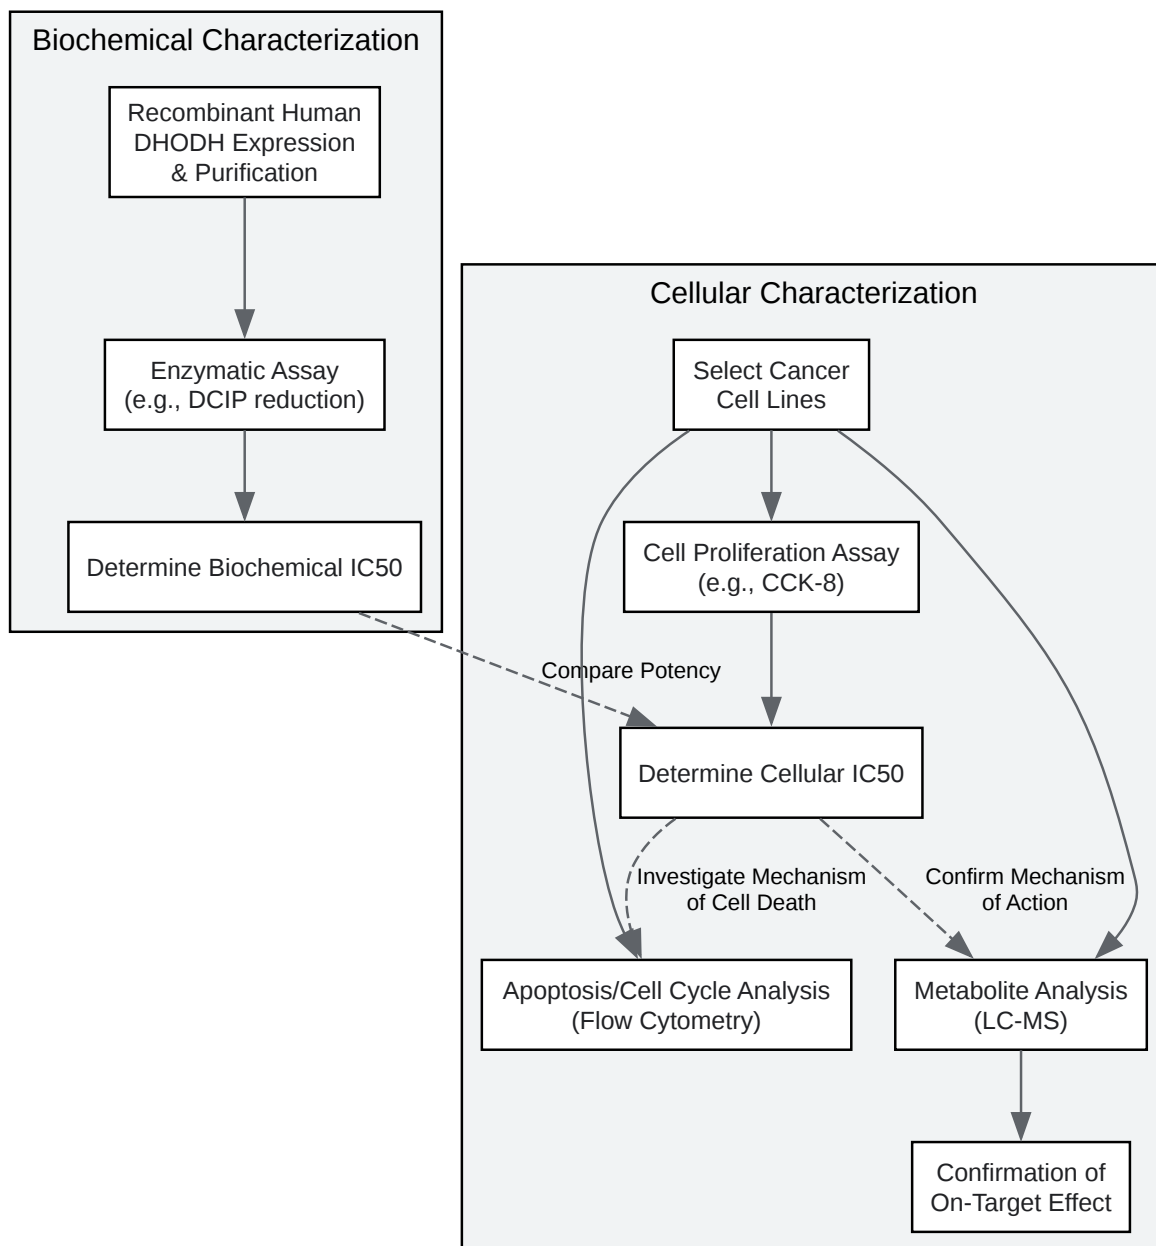 Biochemical Characterization
Recombinant Human
DHODH Expression
& Purification
Enzymatic Assay
(e.g., DCIP reduction)
Determine Biochemical IC50
Cellular Characterization
Select Cancer
Cell Lines
Cell Proliferation Assay
(e.g., CCK-8)
Compare Potency
Determine Cellular IC50
Investigate Mechanism
of Cell Death
Confirm Mechanism
of Action
Apoptosis/Cell Cycle Analysis
(Flow Cytometry)
Metabolite Analysis
(LC-MS)
Confirmation of
On-Target Effect